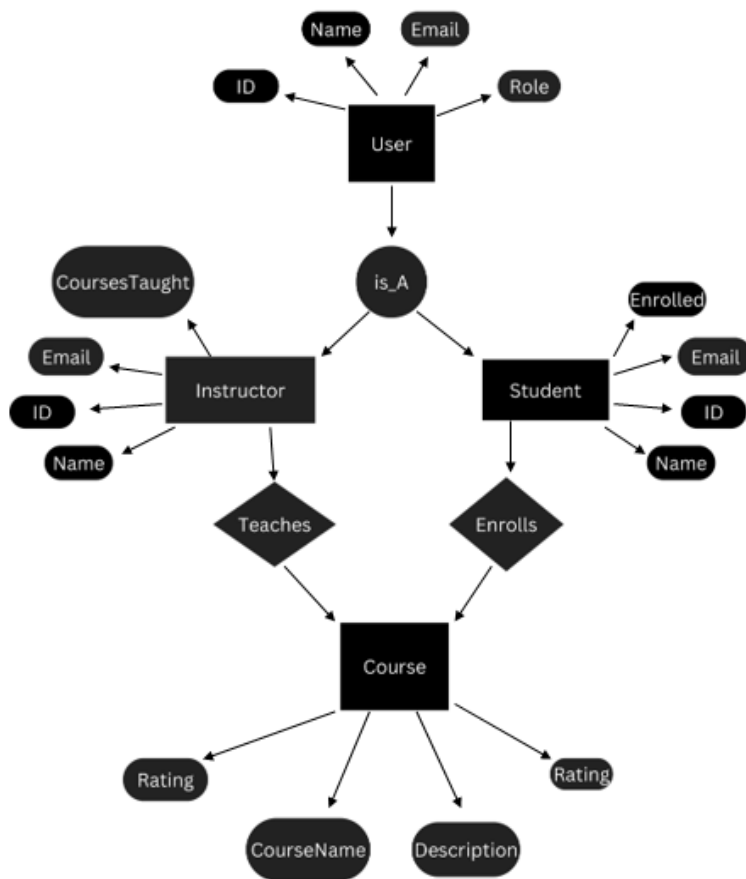 Name
Email
ID
Role
User
CoursesTaught
is_A
Enrolled
Email
Email
Instructor
Student
ID
ID
Name
Name
Teaches
Enrolls
Course
Rating
Rating
CourseName
Description